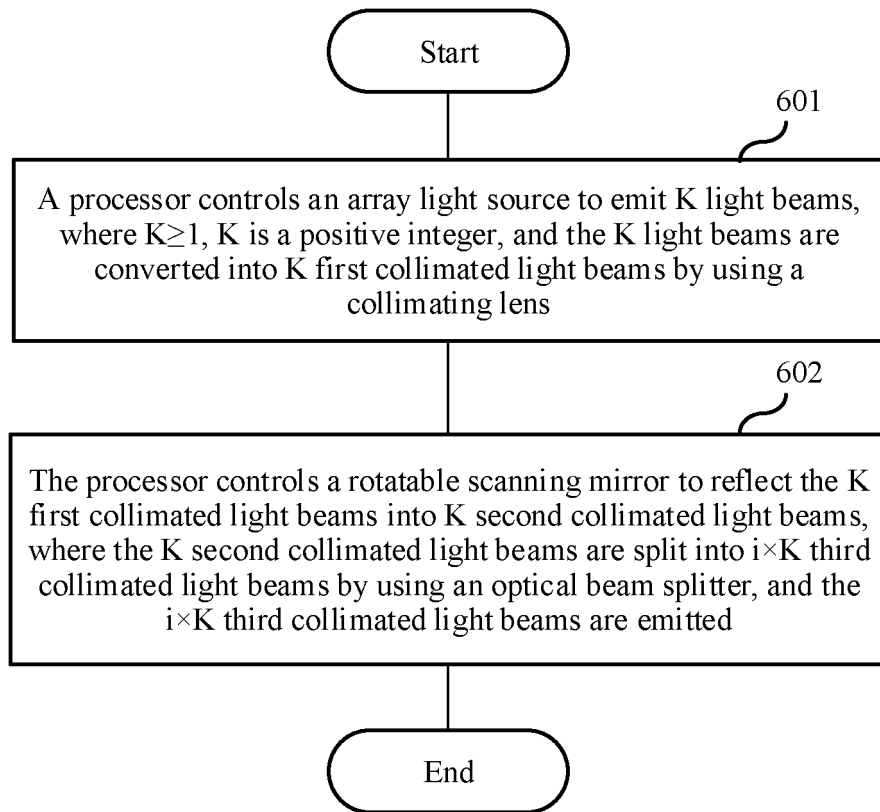 Start
601
A processor controls an array light source to emit K light beams,
where K≥1, K is a positive integer, and the K light beams are
converted into K first collimated light beams by using a
collimating lens
602
The processor controls a rotatable scanning mirror to reflect the K
first collimated light beams into K second collimated light beams,
where the K second collimated light beams are split into i×K third
collimated light beams by using an optical beam splitter, and the
i×K third collimated light beams are emitted
End